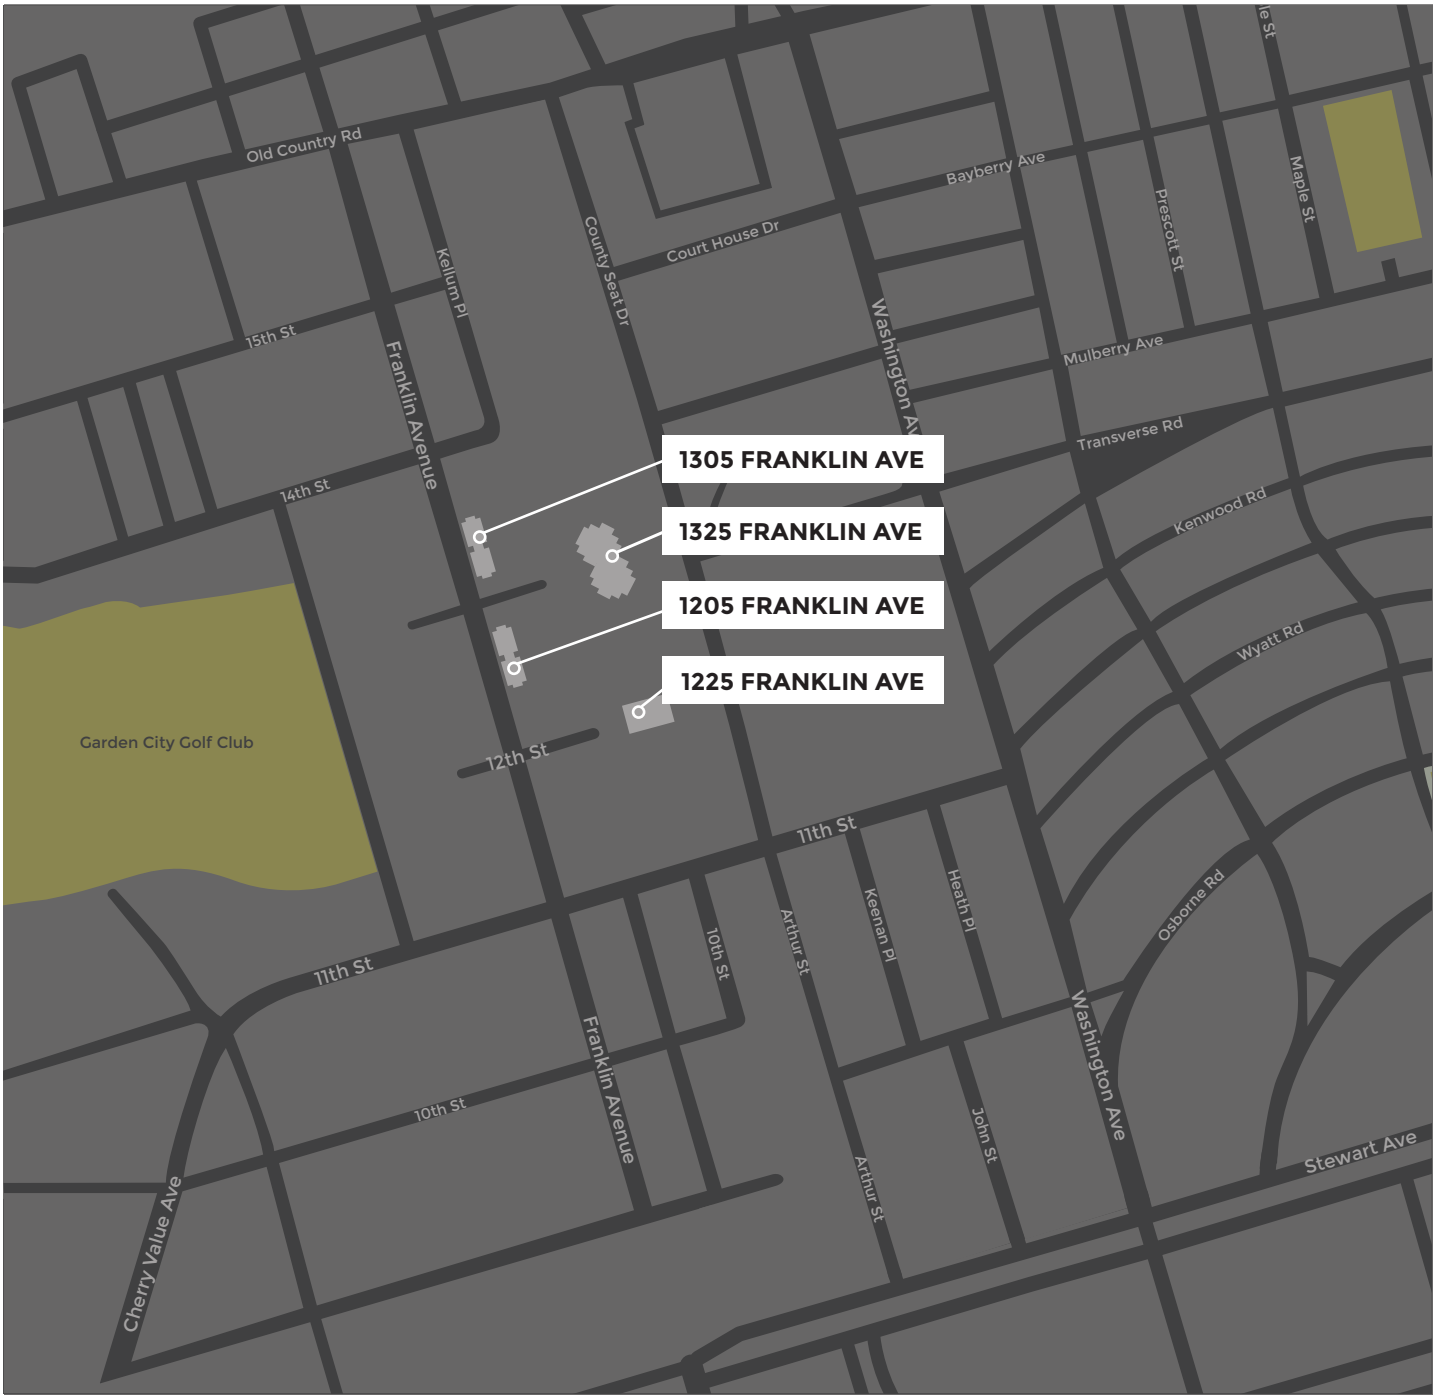 le St
Old Country Rd
Bayberry Ave
Maple St
Prescott St
Court House Dr
County Seat Dr
Kellum Pl
15th St
Washington Av
Mulberry Ave
Franklin Avenue
Transverse Rd
1305 FRANKLIN AVE
14th St
Kenwood Rd
1325 FRANKLIN AVE
1205 FRANKLIN AVE
Wyatt Rd
1225 FRANKLIN AVE
Garden City Golf Club
12th St
11th St
Heath Pl
Keenan Pl
Osborne Rd
Arthur St
10th St
11th St
Franklin Avenue
Washington Ave
10th St
John St
Stewart Ave
Arthur St
Cherry Value Ave